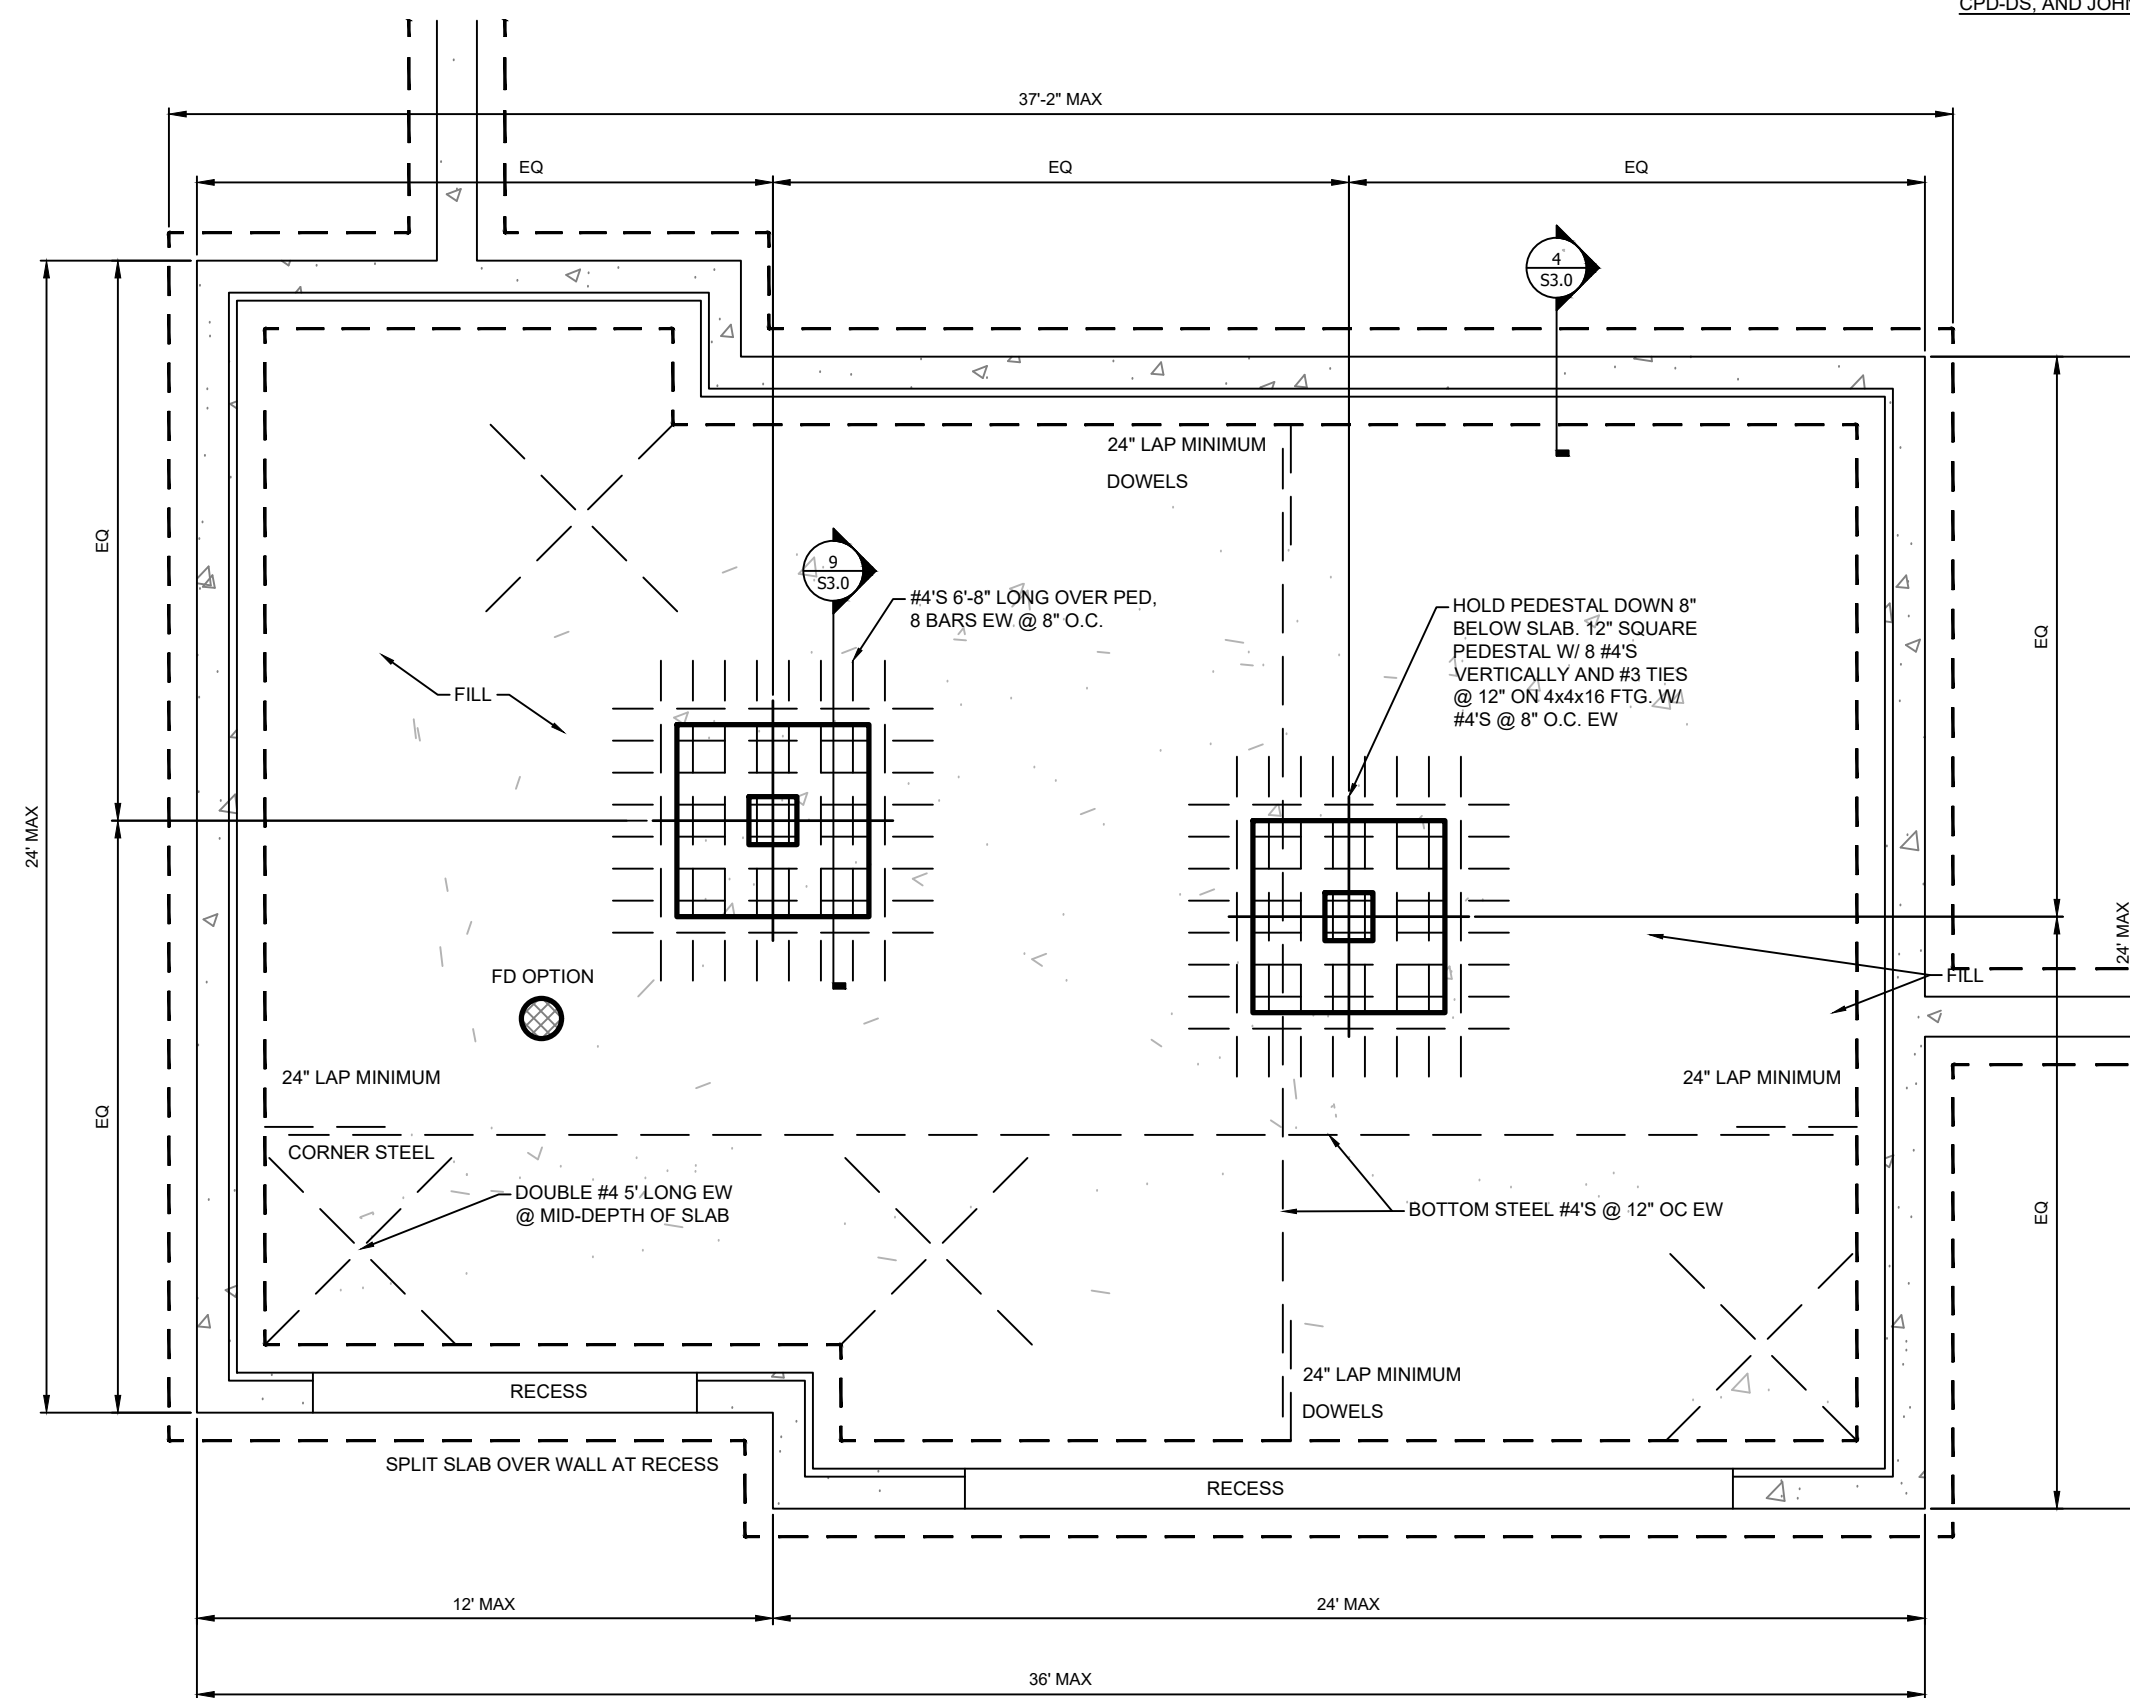 CPD-DS, AND JOHN
37'-2" MAX
EQ
EQ
EQ
4
S3.0
24" LAP MINIMUM
DOWELS
EQ
9
S3.0
#4'S 6'-8" LONG OVER PED,
8 BARS EW @ 8" O.C.
HOLD PEDESTAL DOWN 8"
BELOW SLAB. 12" SQUARE
PEDESTAL W/ 8 #4'S
VERTICALLY AND #3 TIES
@ 12" ON 4x4x16 FTG. W/
#4'S @ 8" O.C. EW
EQ
FILL
24' MAX
24' MAX
FD OPTION
FILL
24" LAP MINIMUM
24" LAP MINIMUM
EQ
CORNER STEEL
DOUBLE #4 5' LONG EW
@ MID-DEPTH OF SLAB
BOTTOM STEEL #4'S @ 12" OC EW
EQ
24" LAP MINIMUM
DOWELS
RECESS
SPLIT SLAB OVER WALL AT RECESS
RECESS
12' MAX
24' MAX
36' MAX